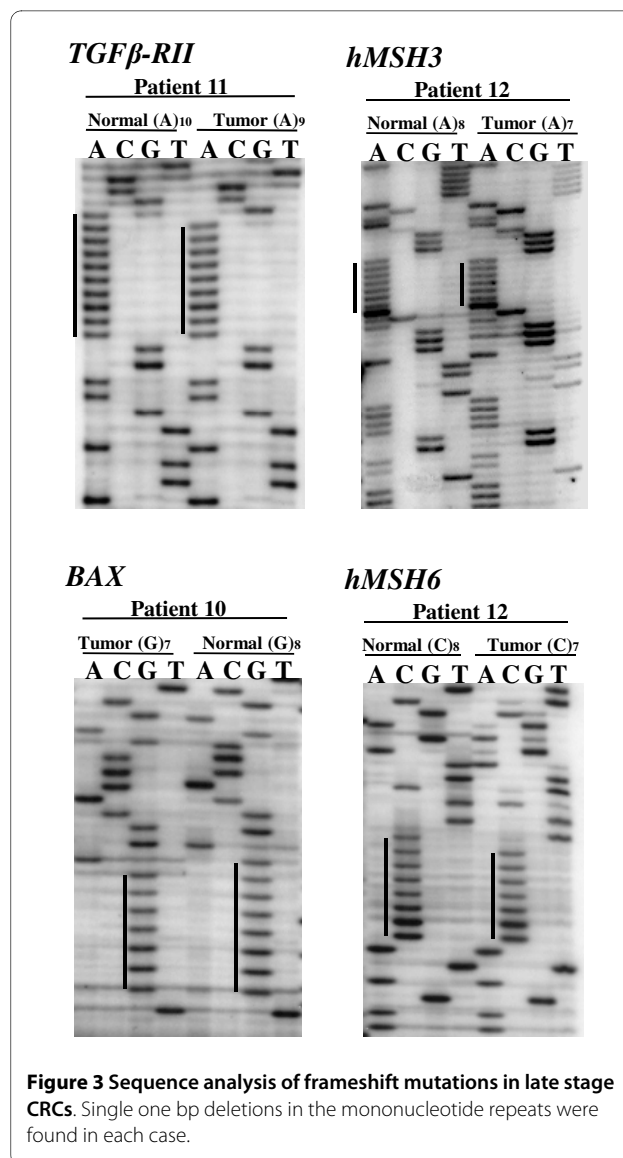 TGFβ-RII
Patient 11
Normal (A)10 Tumor (A)9
A C G T A C G T
hMSH3
Patient 12
Normal (A)8 Tumor (A)7
A C G T A C G T
BAX
Patient 10
Tumor (G)7 Normal (G)8
A C G T A C G T
hMSH6
Patient 12
Normal (C)8 Tumor (C)7
A C G T A C G T
Figure 3 Sequence analysis of frameshift mutations in late stage
CRCs. Single one bp deletions in the mononucleotide repeats were
found in each case.